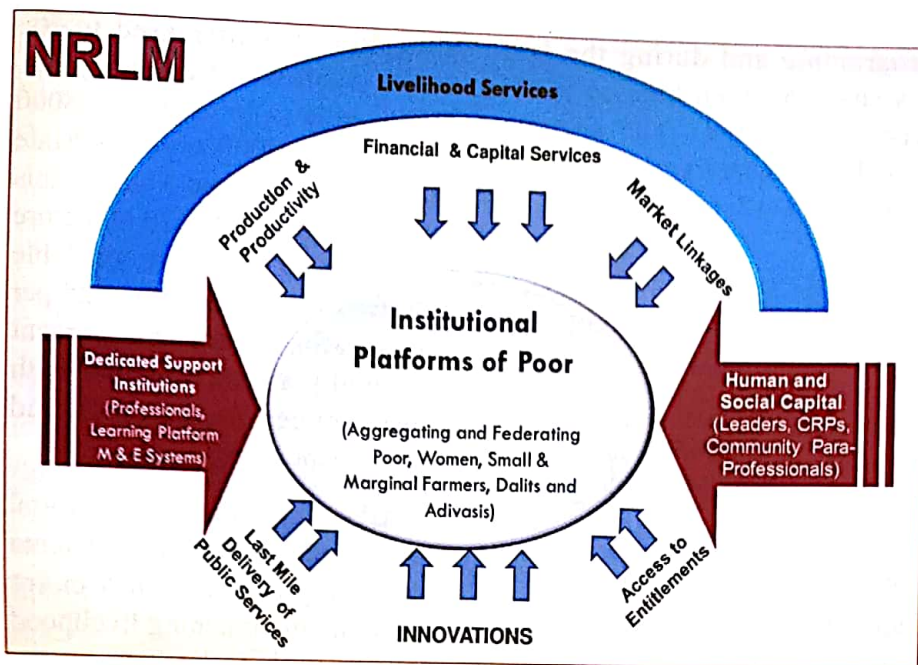 NRLM
Livelihood Services
Financial & Capital Services
Production &
Productivity
Market Linkages
Institutional
Platforms of Poor
(Aggregating and Federating
Poor, Women, Small &
Marginal Farmers, Dalits and
Adivasis)
Dedicated Support
Institutions
(Professionals,
Learning Platform
M & E Systems)
Human and
Social Capital
(Leaders, CRPs,
Community Para-
Professionals)
Last Mile
Delivery of
Public Services
INNOVATIONS
Access to
Entitlements